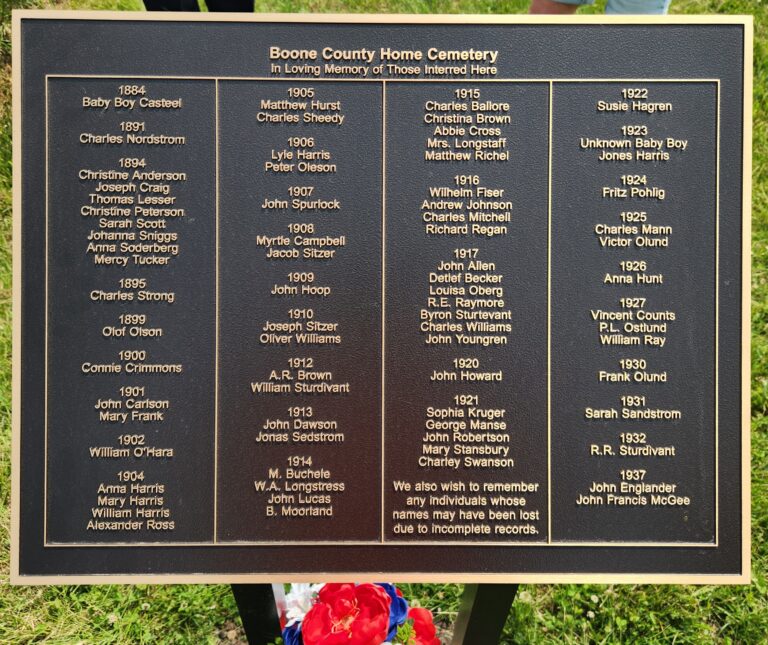 Boone County Home Cemetery
In Loving Memory of Those Interred Here
1884
Baby Boy Casteel
1891
Charles Nordstrom
1894
Christine Anderson
Joseph Craig
Thomas Lesser
Christine Peterson
Sarah Scott
Johanna Sniggs
Anna Soderberg
Mercy Tucker
1895
Charles Strong
1899
Olof Olson
1900
Connie Crimmons
1901
John Carlson
Mary Frank
1902
William O'Hara
1904
Anna Harris
Mary Harris
William Harris
Alexander Ross
1905
Matthew Hurst
Charles Sheedy
1906
Lyle Harris
Peter Oleson
1907
John Spurlock
1908
Myrtle Campbell
Jacob Sitzer
1909
John Hoop
1910
Joseph Sitzer
Oliver Williams
1912
A.R. Brown
William Sturdivant
1913
John Dawson
Jonas Sedstrom
1914
M. Buchele
W.A. Longstress
John Lucas
B. Moorland
1915
Charles Ballore
Christina Brown
Abbie Cross
Mrs. Longstaff
Matthew Richel
1916
Wilhelm Fiser
Andrew Johnson
Charles Mitchell
Richard Regan
1917
John Allen
Detlef Becker
Louisa Oberg
R.E. Raymore
Byron Sturtevant
Charles Williams
John Youngren
1920
John Howard
1921
Sophia Kruger
George Manse
John Robertson
Mary Stansbury
Charley Swanson
We also wish to remember
any individuals whose
names may have been lost
due to incomplete records.
1922
Susie Hagren
1923
Unknown Baby Boy
Jones Harris
1924
Fritz Pohlig
1925
Charles Mann
Victor Olund
1926
Anna Hunt
1927
Vincent Counts
P.L. Ostlund
William Ray
1930
Frank Olund
1931
Sarah Sandstrom
1932
R.R. Sturdivant
1937
John Englander
John Francis McGee